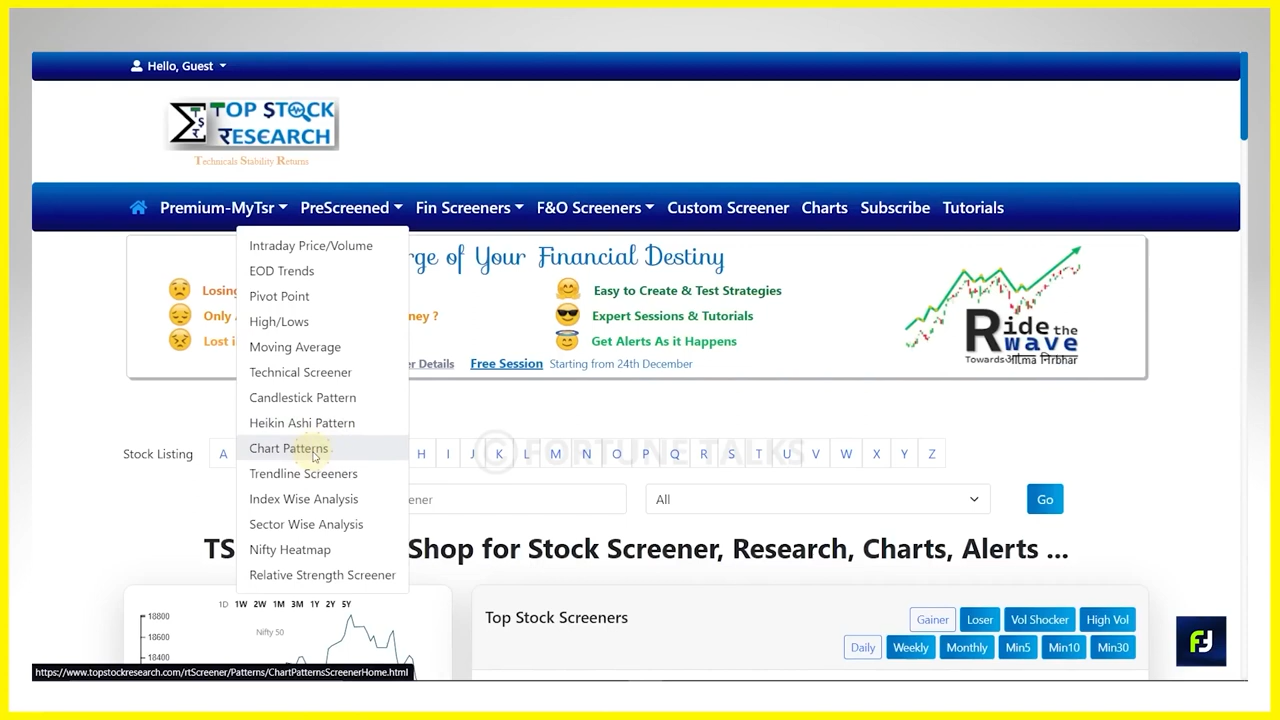 Hello, Guest
TOP STOCK
RESEARCH
Technicals Stability Returns
Premium-MyTsr PreScreened Fin Screeners F&O Screeners Custom Screener Charts Subscribe Tutorials
Intraday Price/Volume
EOD Trends
Pivot Point
High/Lows
Moving Average
Technical Screener
Candlestick Pattern
Heikin Ashi Pattern
Chart Patterns
Trendline Screeners
Index Wise Analysis
Sector Wise Analysis
Nifty Heatmap
Relative Strength Screener
of Your Financial Destiny
Losing
Only
Lost
ney ?
Easy to Create & Test Strategies
Expert Sessions & Tutorials
Get Alerts As it Happens
Details Free Session Starting from 24th December
Ride the
wave
Towards आत्मा निर्भर
Stock Listing A H I J K L M N O P Q R S T U V W X Y Z
© FORTUNE TALKS
All Go
TS Shop for Stock Screener, Research, Charts, Alerts ...
1D 1W 2W 1M 3M 1Y 2Y 5Y
18800
18600
18400
Nifty 50
Top Stock Screeners
Gainer Loser Vol Shocker High Vol
Daily Weekly Monthly Min5 Min10 Min30
https://www.topstockresearch.com/rtScreener/Patterns/ChartPatternsScreenerHome.html